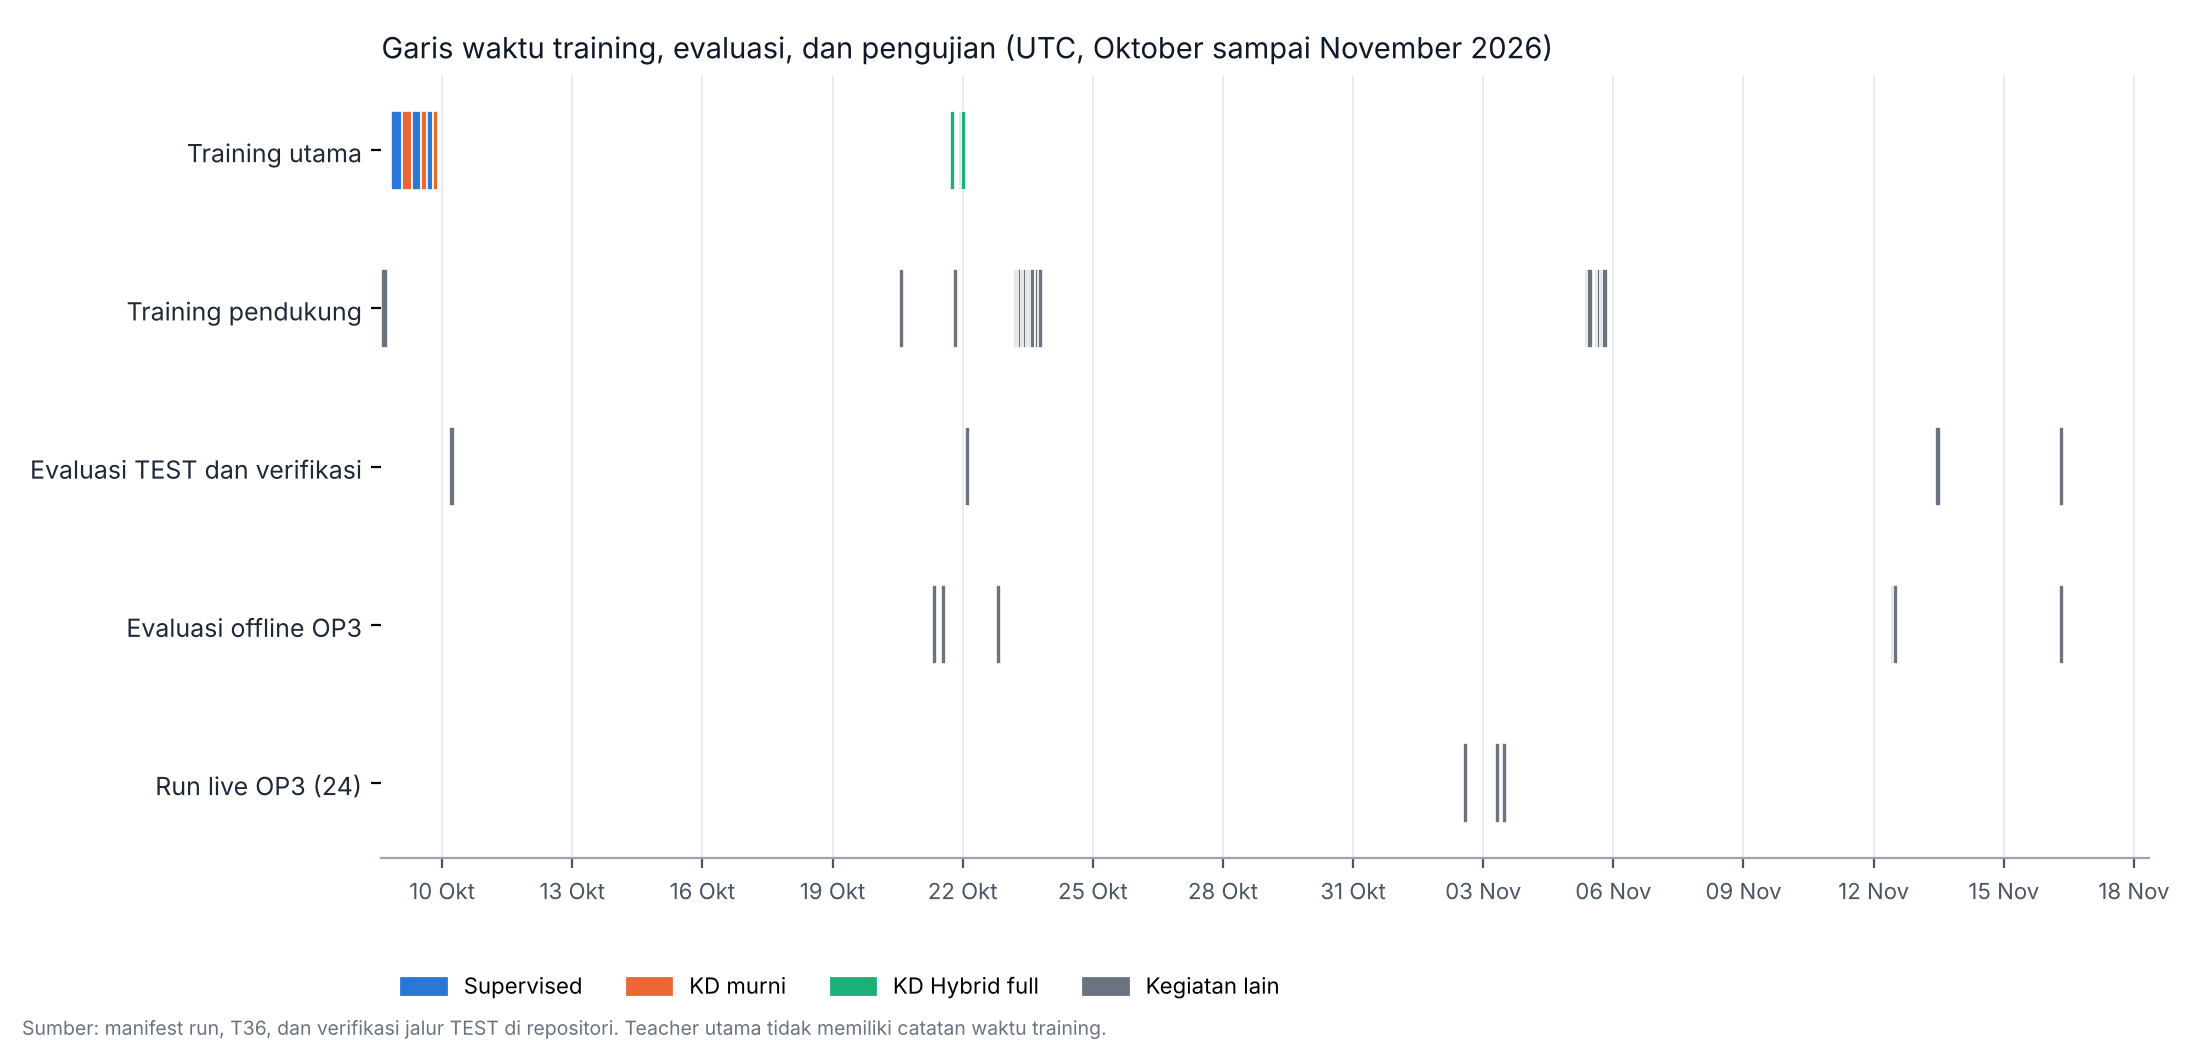 Garis waktu training, evaluasi, dan pengujian (UTC, Oktober sampai November 2026)
Training utama
Training pendukung
Evaluasi TEST dan verifikasi
Evaluasi offline OP3
Run live OP3 (24)
10 Okt 13 Okt 16 Okt 19 Okt 22 Okt 25 Okt 28 Okt 31 Okt 03 Nov 06 Nov 09 Nov 12 Nov 15 Nov 18 Nov
Supervised KD murni KD Hybrid full Kegiatan lain
Sumber: manifest run, T36, dan verifikasi jalur TEST di repositori. Teacher utama tidak memiliki catatan waktu training.